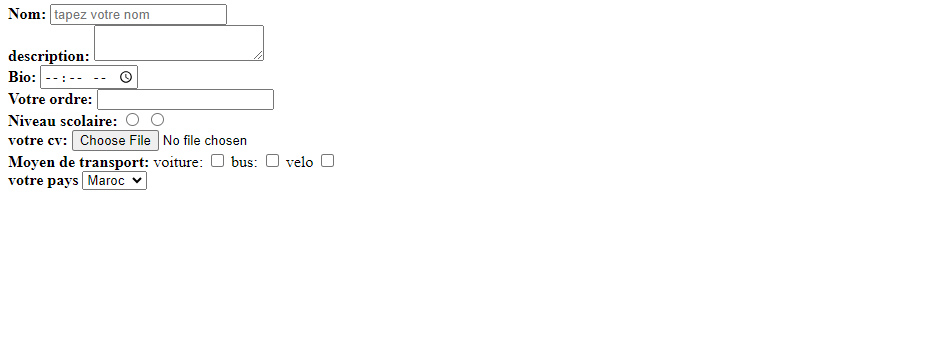 Nom: tapez votre nom
description:
Bio: --:-- --
Votre ordre:
Niveau scolaire:
votre cv: Choose File No file chosen
Moyen de transport: voiture: bus: velo
votre pays Maroc